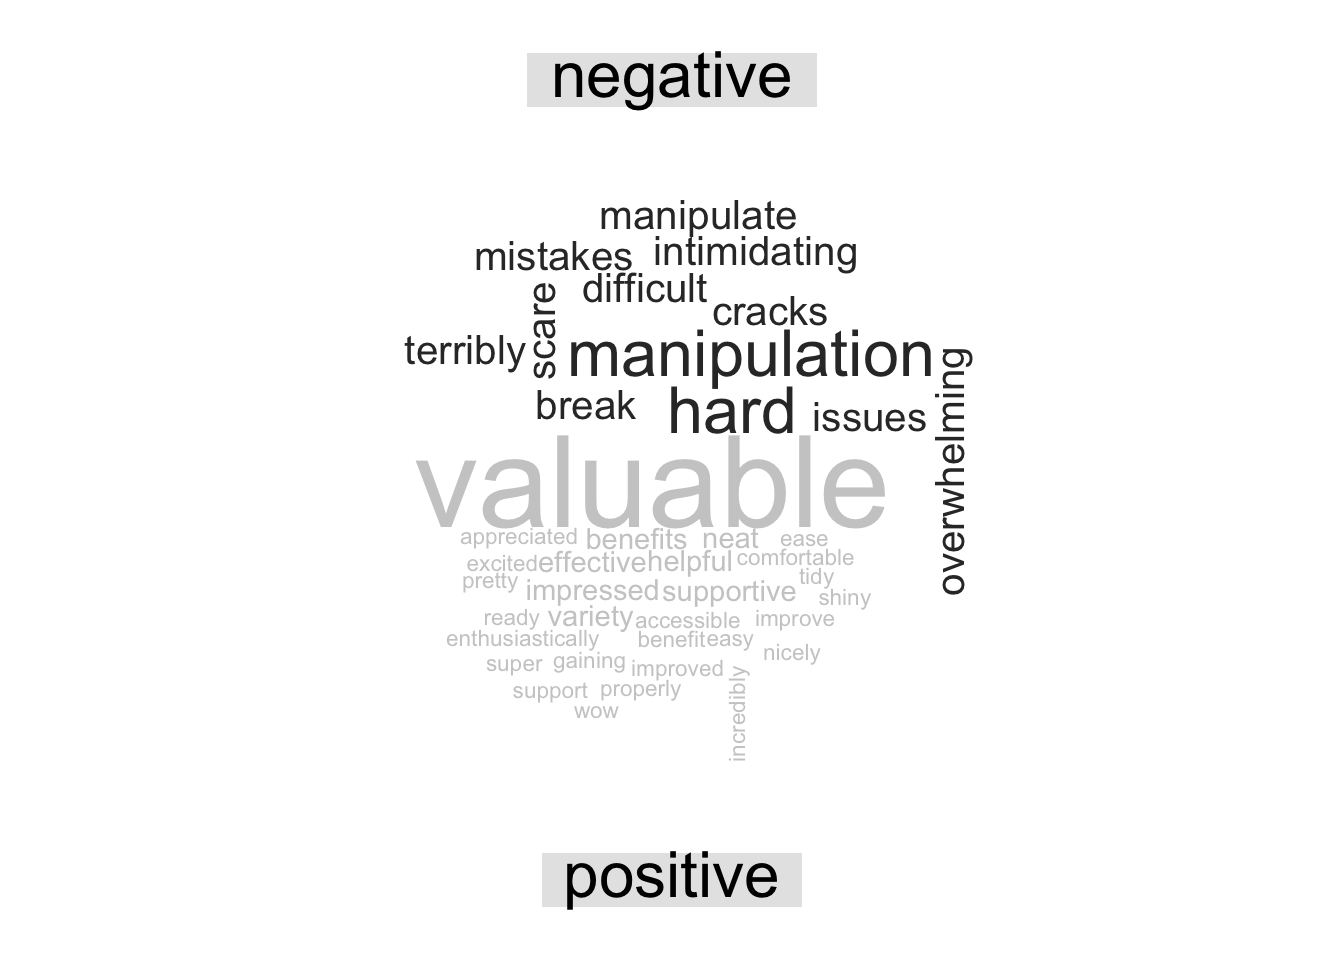 negative
manipulate
mistakes intimidating
difficult
scare cracks
terribly manipulation
overwhelming
break hard issues
valuable
appreciated benefits neat ease
excited effective helpful comfortable
pretty impressed supportive tidy
shiny
ready variety accessible improve
enthusiastically benefit easy
nicely
super gaining improved
support properly
incredibly
wow
positive